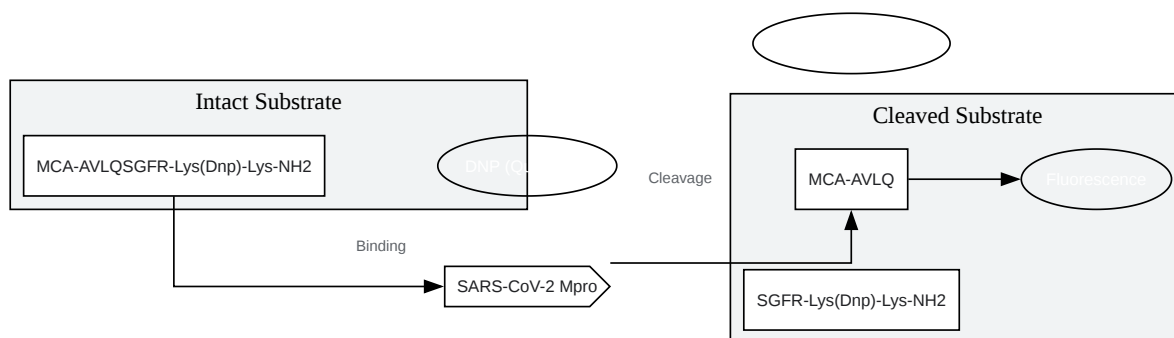 Intact Substrate
MCA-AVLQSGFR-Lys(Dnp)-Lys-NH2
DNP
Binding
SARS-CoV-2 Mpro
Cleavage
Cleaved Substrate
MCA-AVLQ
Fluorescence
SGFR-Lys(Dnp)-Lys-NH2